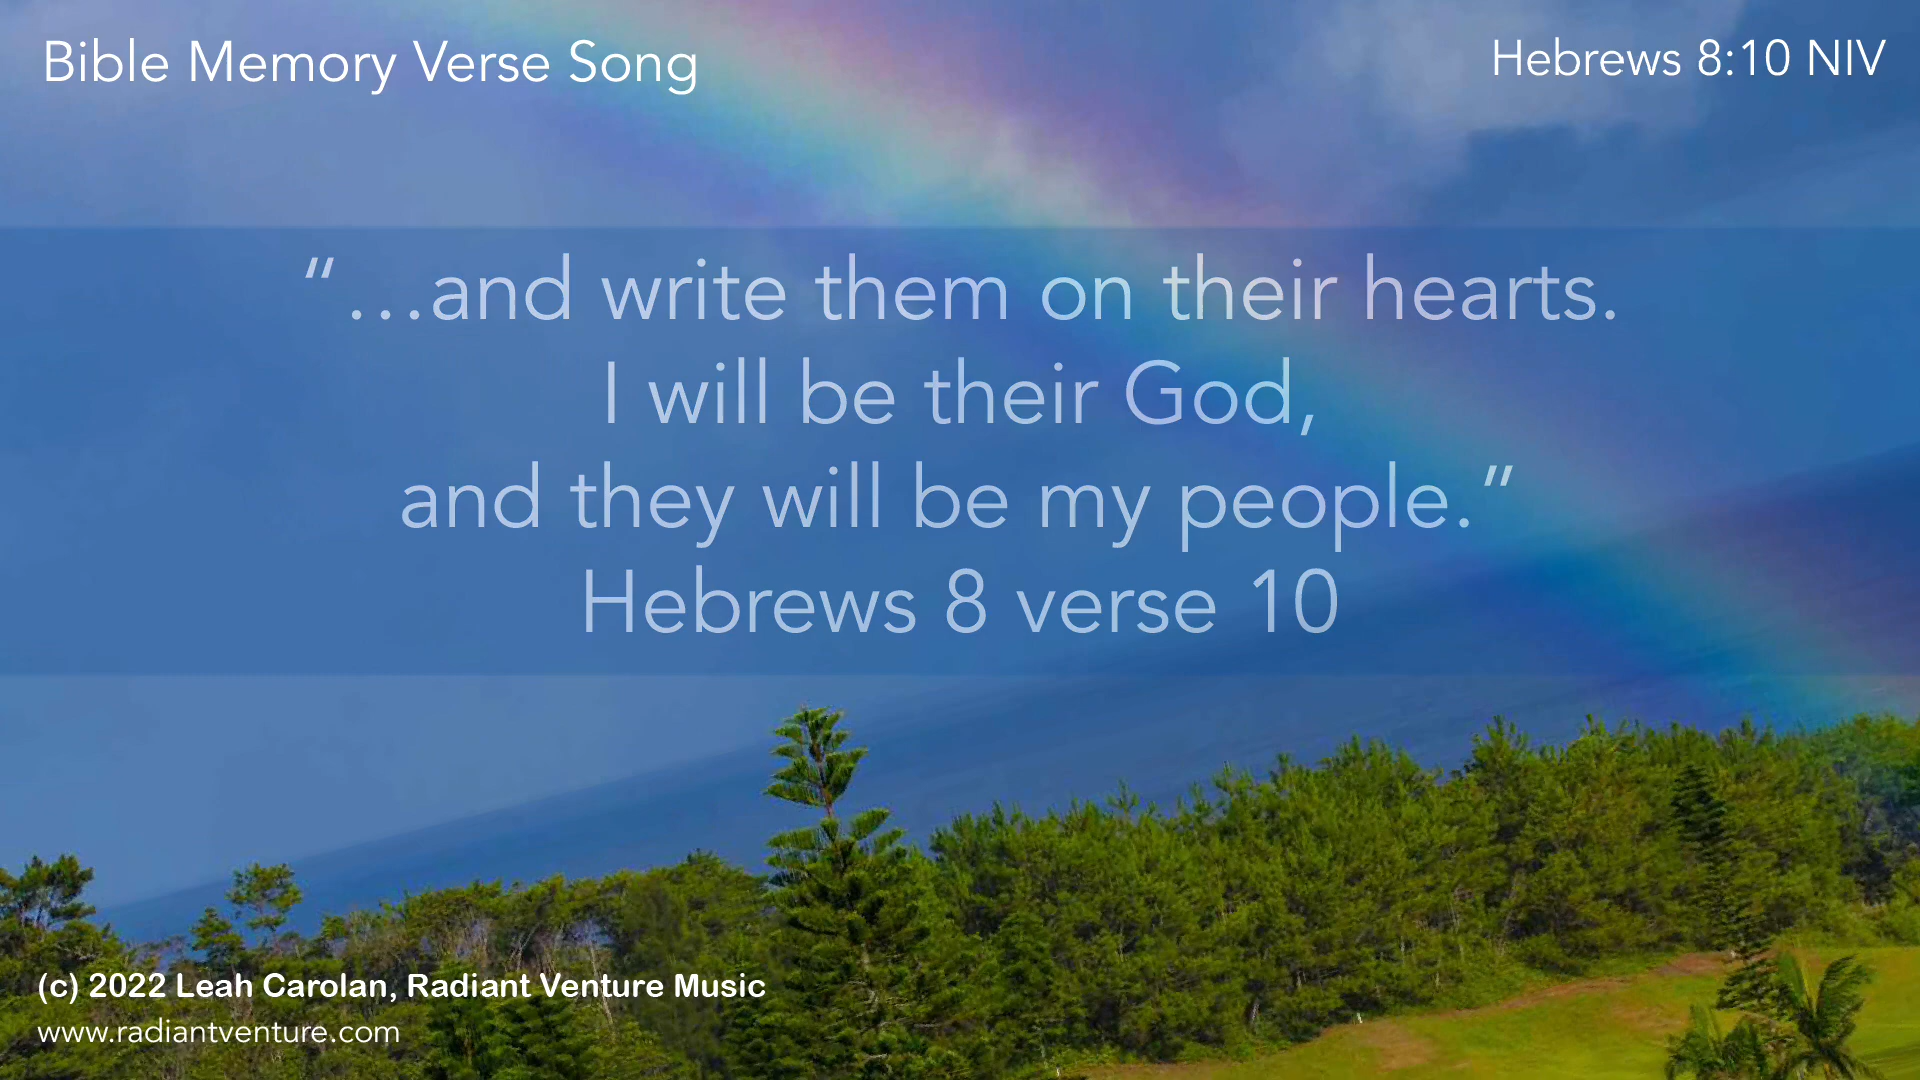 Bible Memory Verse Song
Hebrews 8:10 NIV
“…and write them on their hearts.
I will be their God,
and they will be my people.”
Hebrews 8 verse 10
(c) 2022 Leah Carolan, Radiant Venture Music
www.radiantventure.com